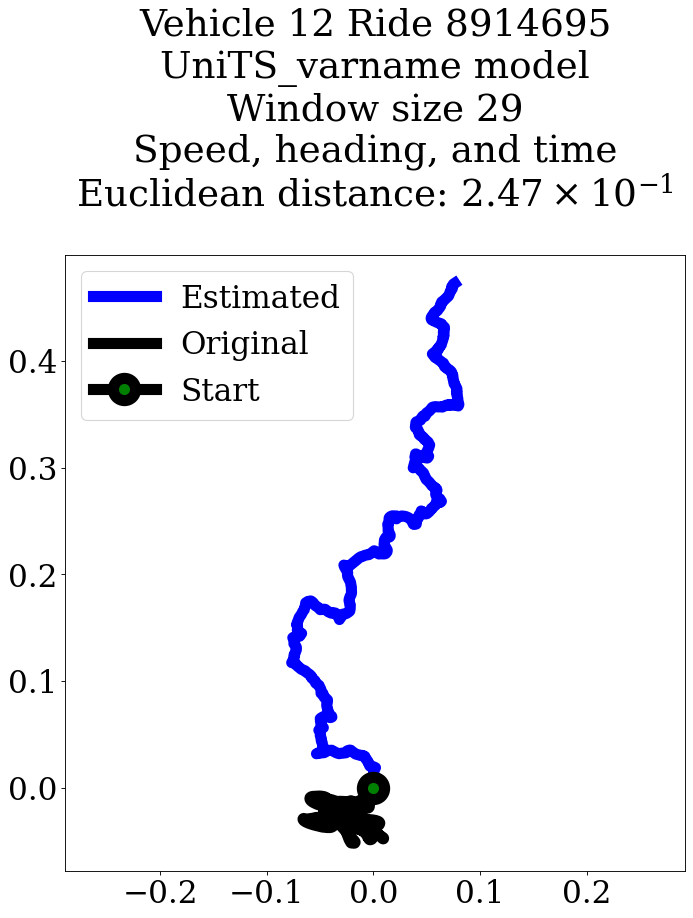 Vehicle 12 Ride 8914695
UniTS_varname model
Window size 29
Speed, heading, and time
Euclidean distance: 2.47 × 10⁻¹
Estimated
Original
Start
0.4
0.3
0.2
0.1
0.0
−0.2 −0.1 0.0 0.1 0.2